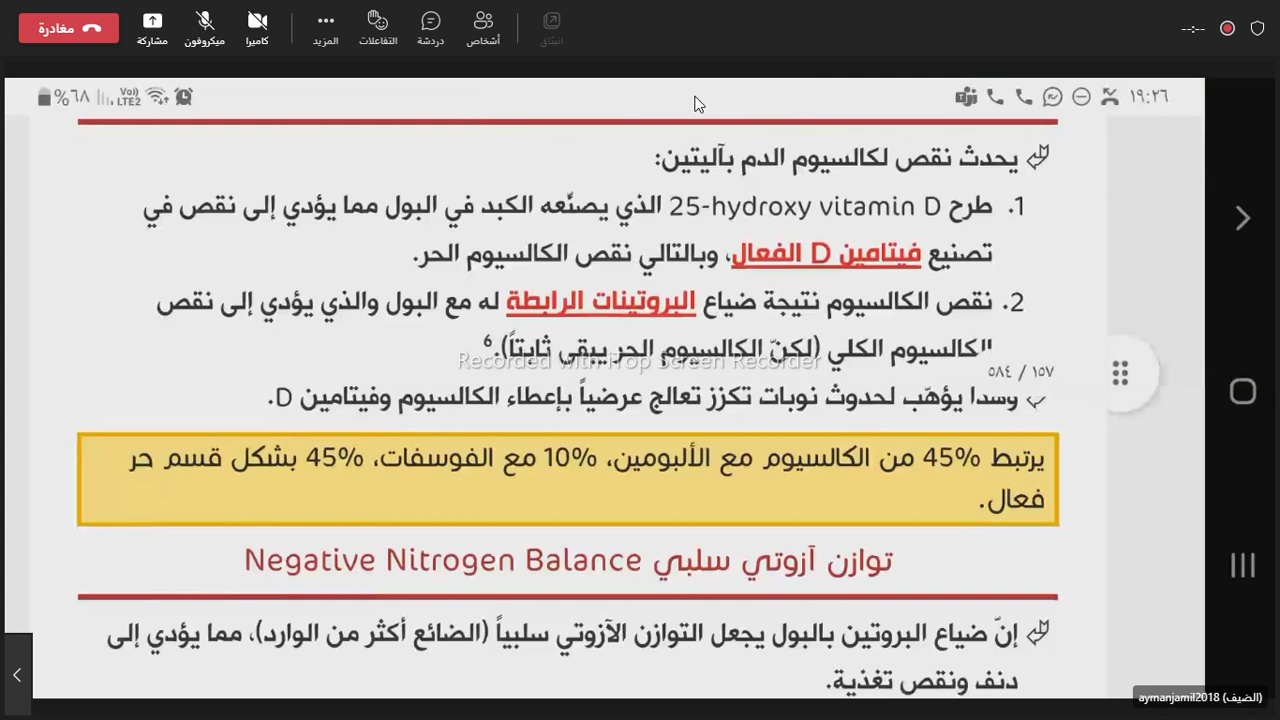 مغادرة
مشاركة
ميكروفون
كاميرا
المزيد
التفاعلات
دردشة
أشخاص
انبثاق
--:--
%٦٨
Vo) LTE2
١٩:٢٦
يحدث نقص لكالسيوم الدم بآليتين:
1. طرح 25-hydroxy vitamin D الذي يصنّعه الكبد في البول مما يؤدي إلى نقص في
تصنيع فيتامين D الفعال، وبالتالي نقص الكالسيوم الحر.
2. نقص الكالسيوم نتيجة ضياع البروتينات الرابطة له مع البول والذي يؤدي إلى نقص
الكالسيوم الكلي (لكنّ الكالسيوم الحر يبقى ثابتاً).6
Recorded with iTop Screen Recorder
١٥٧ / ٥٨٤
يؤهّب لحدوث نوبات تكزز تعالج عرضياً بإعطاء الكالسيوم وفيتامين D.
يرتبط 45% من الكالسيوم مع الألبومين، 10% مع الفوسفات، 45% بشكل قسم حر
فعال.
توازن آزوتي سلبي Negative Nitrogen Balance
إنّ ضياع البروتين بالبول يجعل التوازن الآزوتي سلبياً (الضائع أكثر من الوارد)، مما يؤدي إلى
دنف ونقص تغذية.
aymanjamil2018 (الضيف)